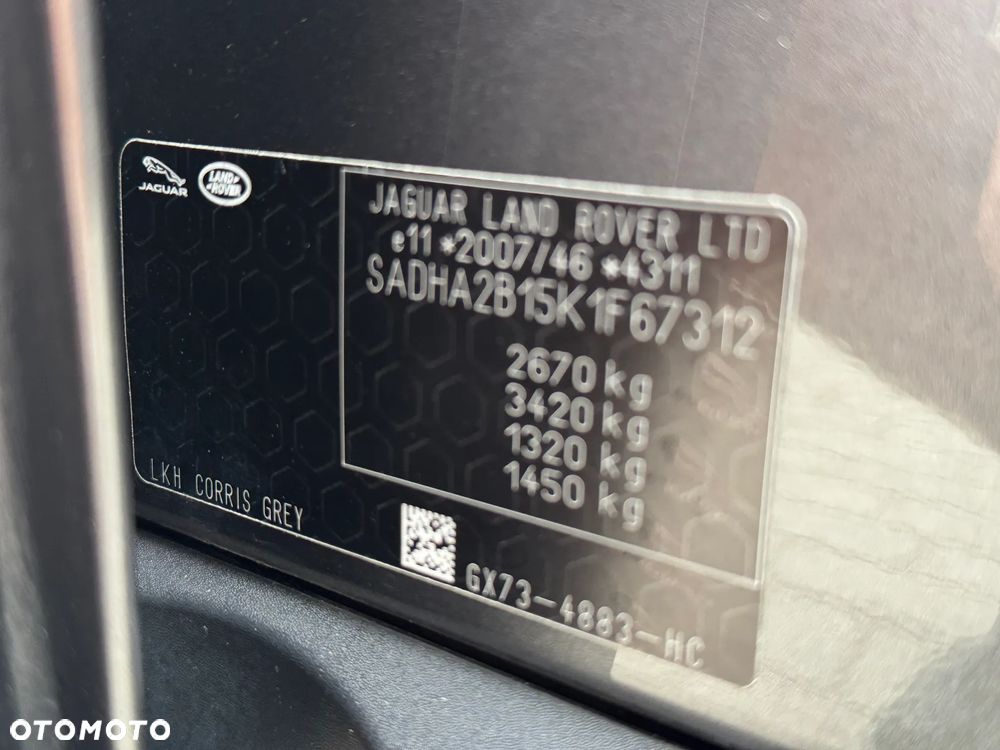 JAGUAR
LAND ROVER
JAGUAR LAND ROVER LTD
e11 *2007/46 *4311
SADHA2B15K1F67312
2670 kg
3420 kg
1320 kg
1450 kg
LKH CORRIS GREY
GX73-4883-HC
OTOMOTO